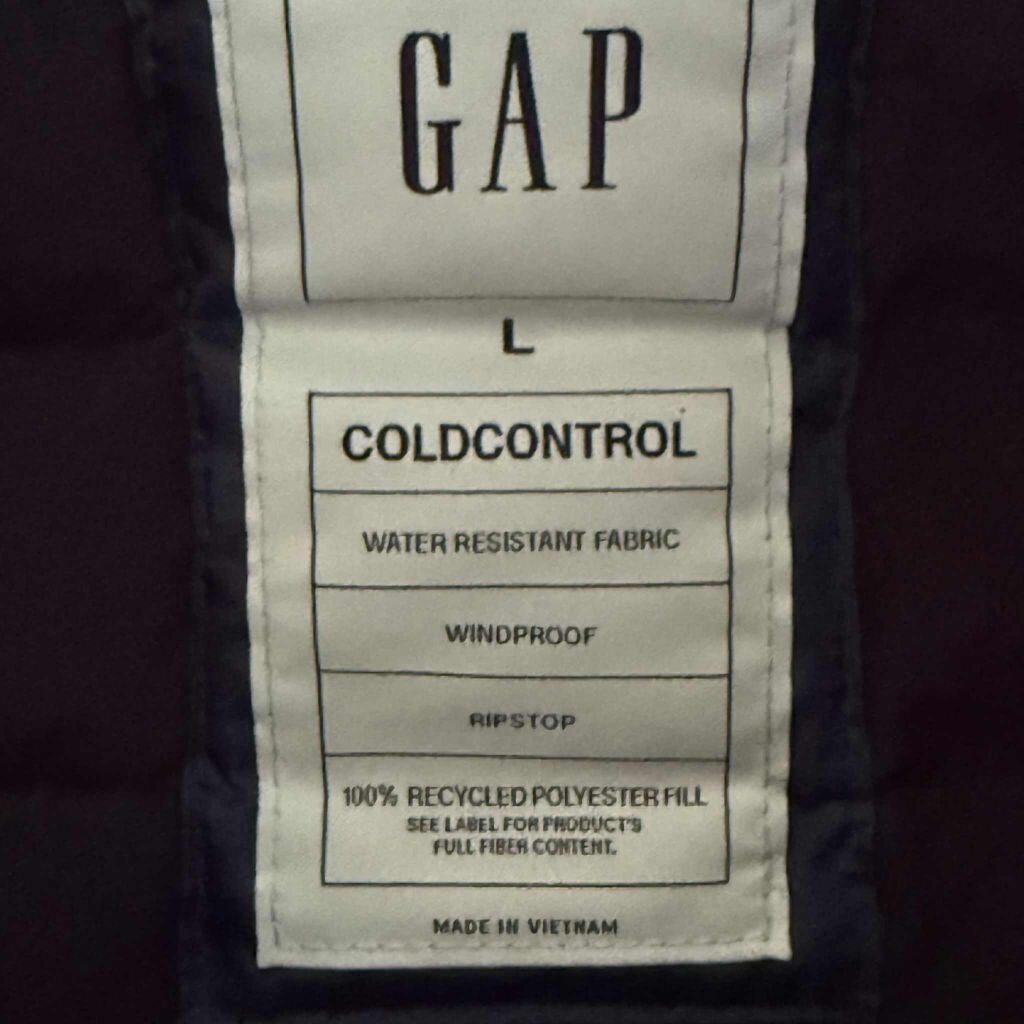 GAP
L
COLDCONTROL
WATER RESISTANT FABRIC
WINDPROOF
RIPSTOP
100% RECYCLED POLYESTER FILL
SEE LABEL FOR PRODUCT'S
FULL FIBER CONTENT.
MADE IN VIETNAM